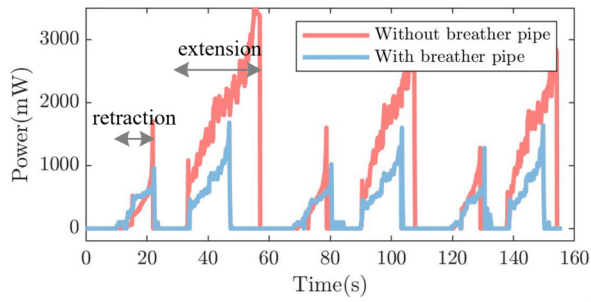 Power(mW)
3000
2000
1000
0
extension
retraction
Without breather pipe
With breather pipe
0 20 40 60 80 100 120 140 160
Time(s)